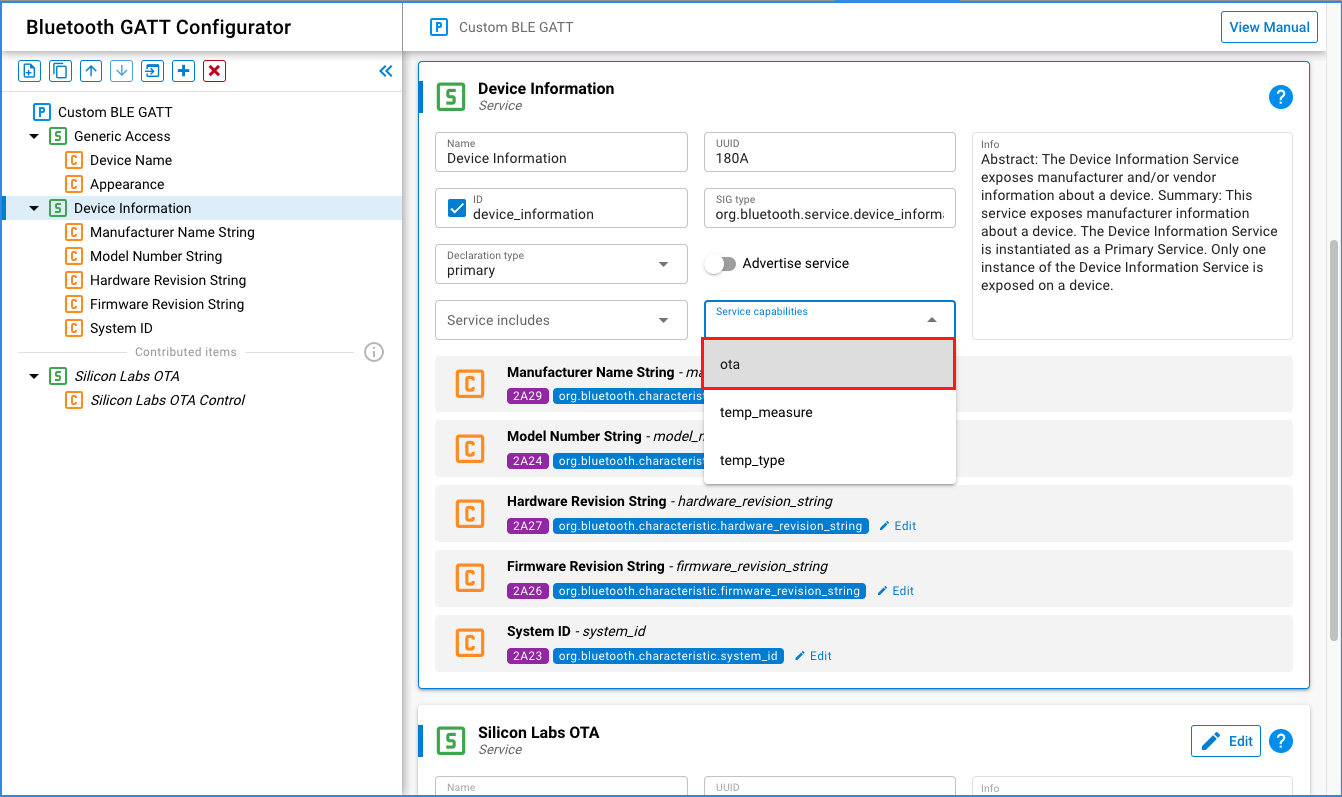 Bluetooth GATT Configurator
P Custom BLE GATT
View Manual
P Custom BLE GATT
S Generic Access
C Device Name
C Appearance
S Device Information
C Manufacturer Name String
C Model Number String
C Hardware Revision String
C Firmware Revision String
C System ID
Contributed items
S Silicon Labs OTA
C Silicon Labs OTA Control
S Device Information
Service
?
Name
Device Information
UUID
180A
ID
device_information
SIG type
org.bluetooth.service.device_informa
Declaration type
primary
Advertise service
Service includes
Service capabilities
ota
temp_measure
temp_type
Info
Abstract: The Device Information Service
exposes manufacturer and/or vendor
information about a device. Summary: This
service exposes manufacturer information
about a device. The Device Information Service
is instantiated as a Primary Service. Only one
instance of the Device Information Service is
exposed on a device.
C Manufacturer Name String - ma
2A29 org.bluetooth.characterist
C Model Number String - model_n
2A24 org.bluetooth.characterist
C Hardware Revision String - hardware_revision_string
2A27 org.bluetooth.characteristic.hardware_revision_string Edit
C Firmware Revision String - firmware_revision_string
2A26 org.bluetooth.characteristic.firmware_revision_string Edit
C System ID - system_id
2A23 org.bluetooth.characteristic.system_id Edit
S Silicon Labs OTA
Service
Edit ?
Name
UUID
Info